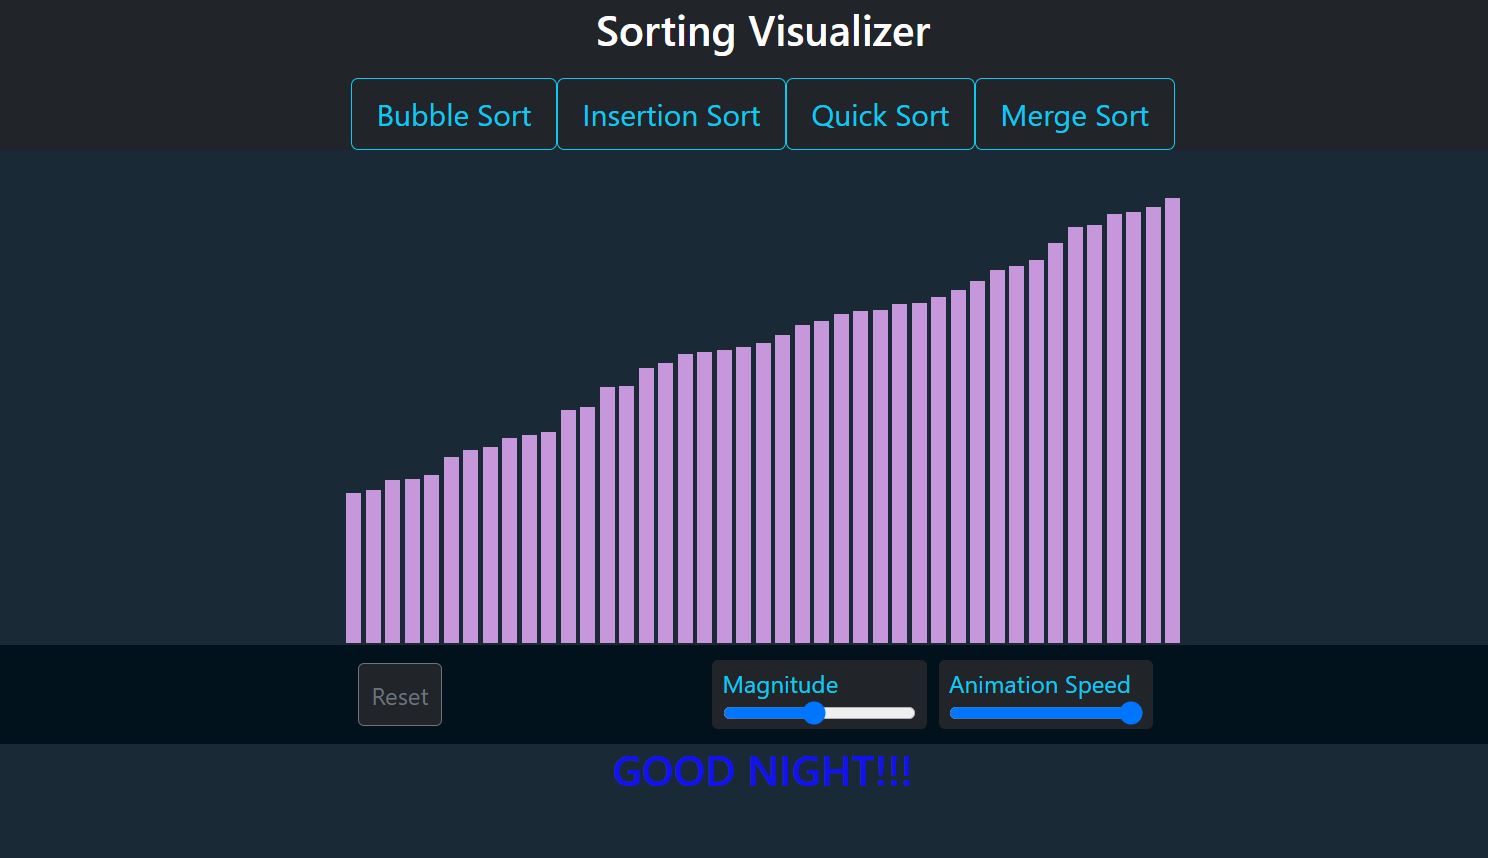 Sorting Visualizer
Bubble Sort Insertion Sort Quick Sort Merge Sort
Reset Magnitude Animation Speed
GOOD NIGHT!!!